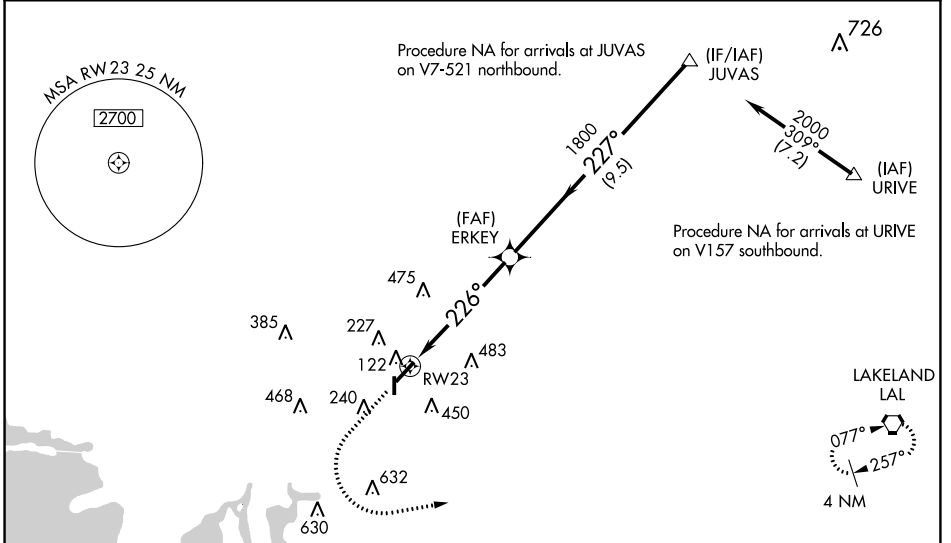 MSA RW23 25 NM
2700
Procedure NA for arrivals at JUVAS
on V7-521 northbound.
(IF/IAF)
JUVAS
726
1800
227°
(9.5)
2000
309°
(7.2)
(IAF)
URIVE
Procedure NA for arrivals at URIVE
on V157 southbound.
(FAF)
ERKEY
226°
475
385
227
122
483
RW23
468
240
450
632
630
LAKELAND
LAL
077°
257°
4 NM